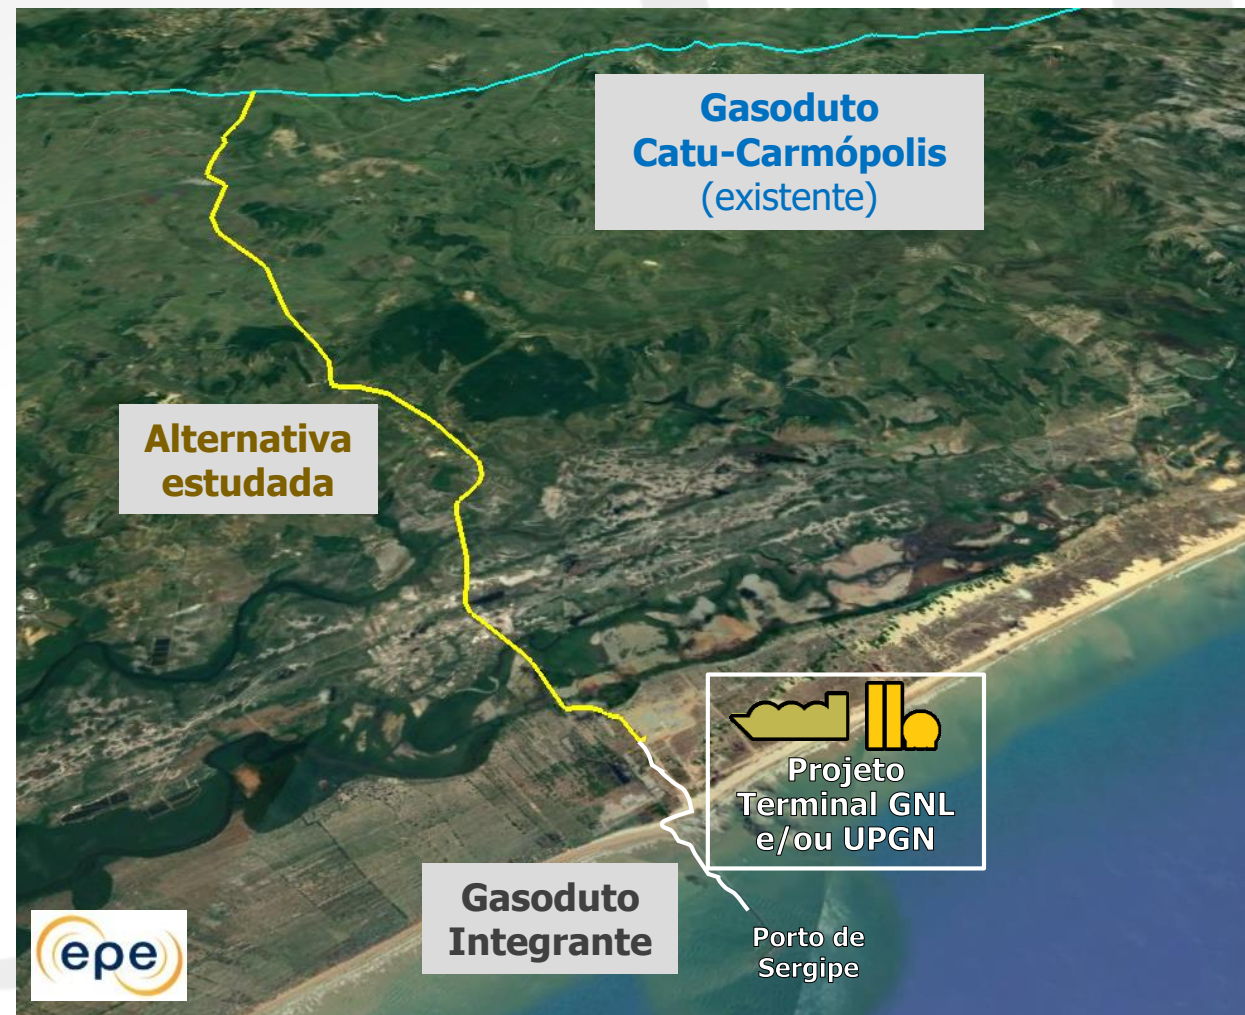 Gasoduto
Catu-Carmópolis
(existente)
Alternativa
estudada
Projeto
Terminal GNL
e/ou UPGN
Gasoduto
Integrante
Porto de
Sergipe
epe